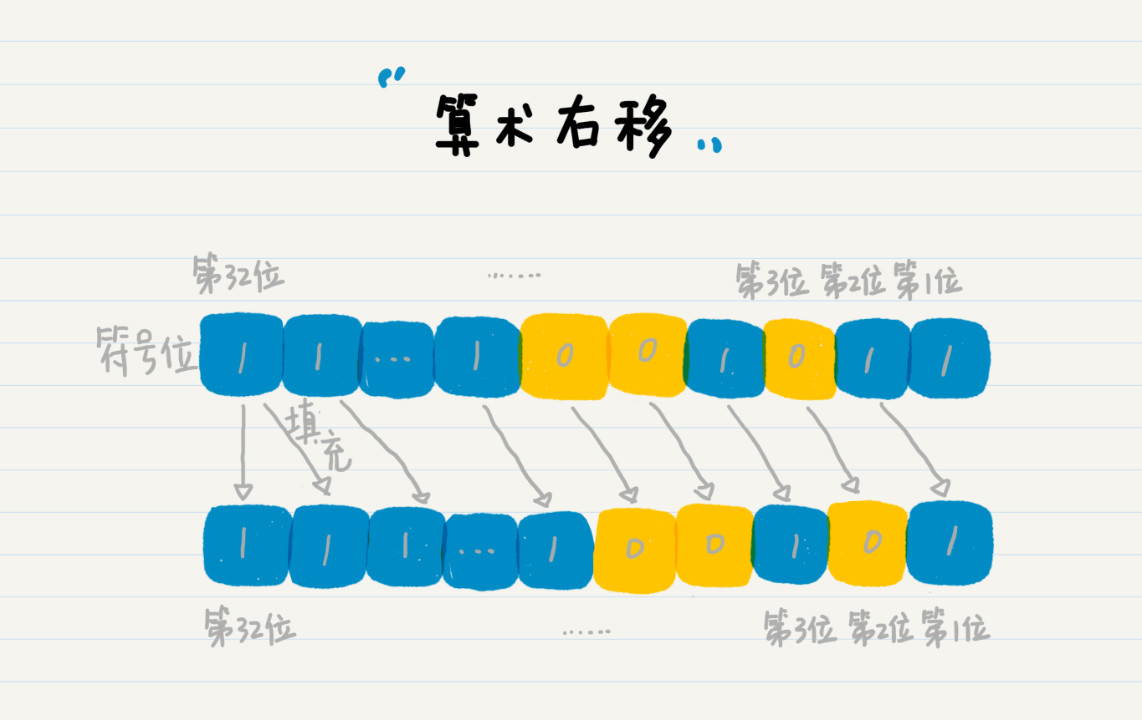 “算术右移”
第32位 …… 第3位 第2位 第1位
符号位 1 1 … 1 0 0 1 0 1 1
填充
1 1 1 … 1 0 0 1 0 1
第32位 …… 第3位 第2位 第1位